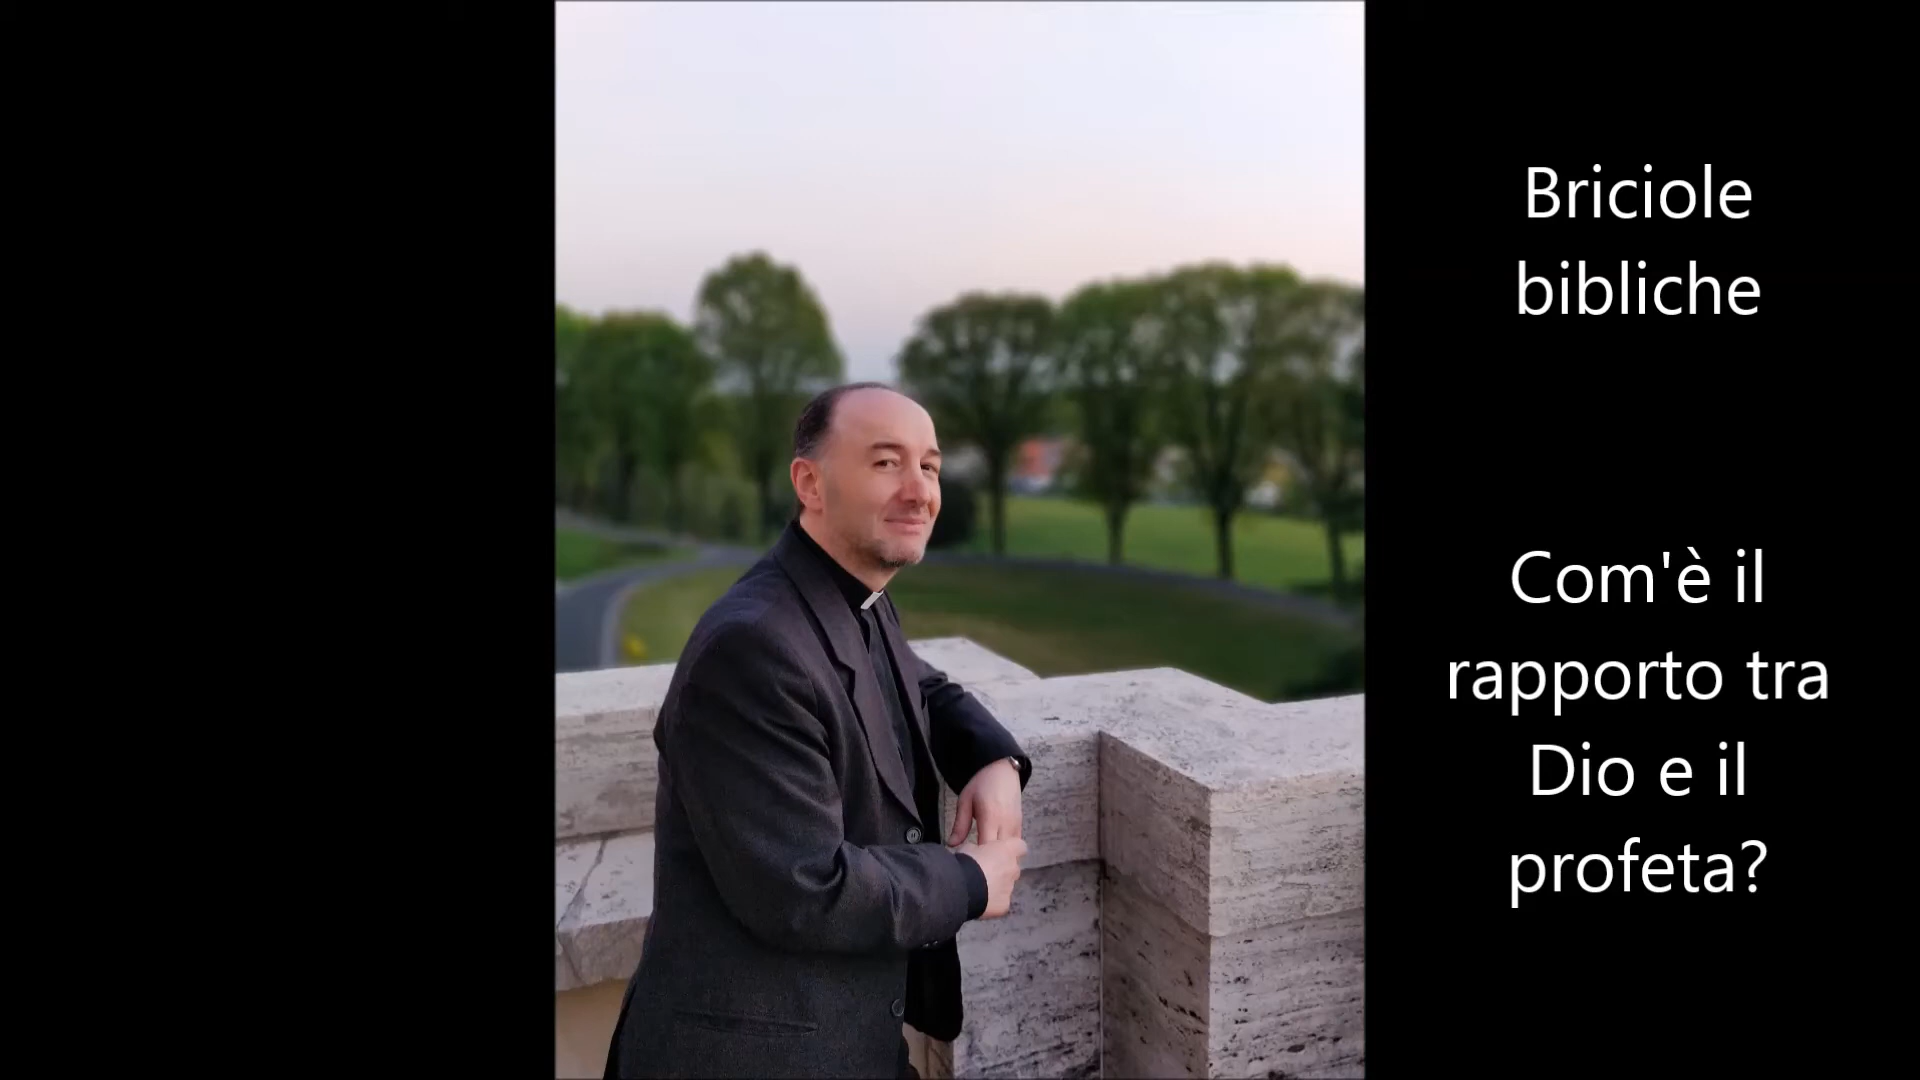 Briciole
bibliche
Com'è il
rapporto tra
Dio e il
profeta?